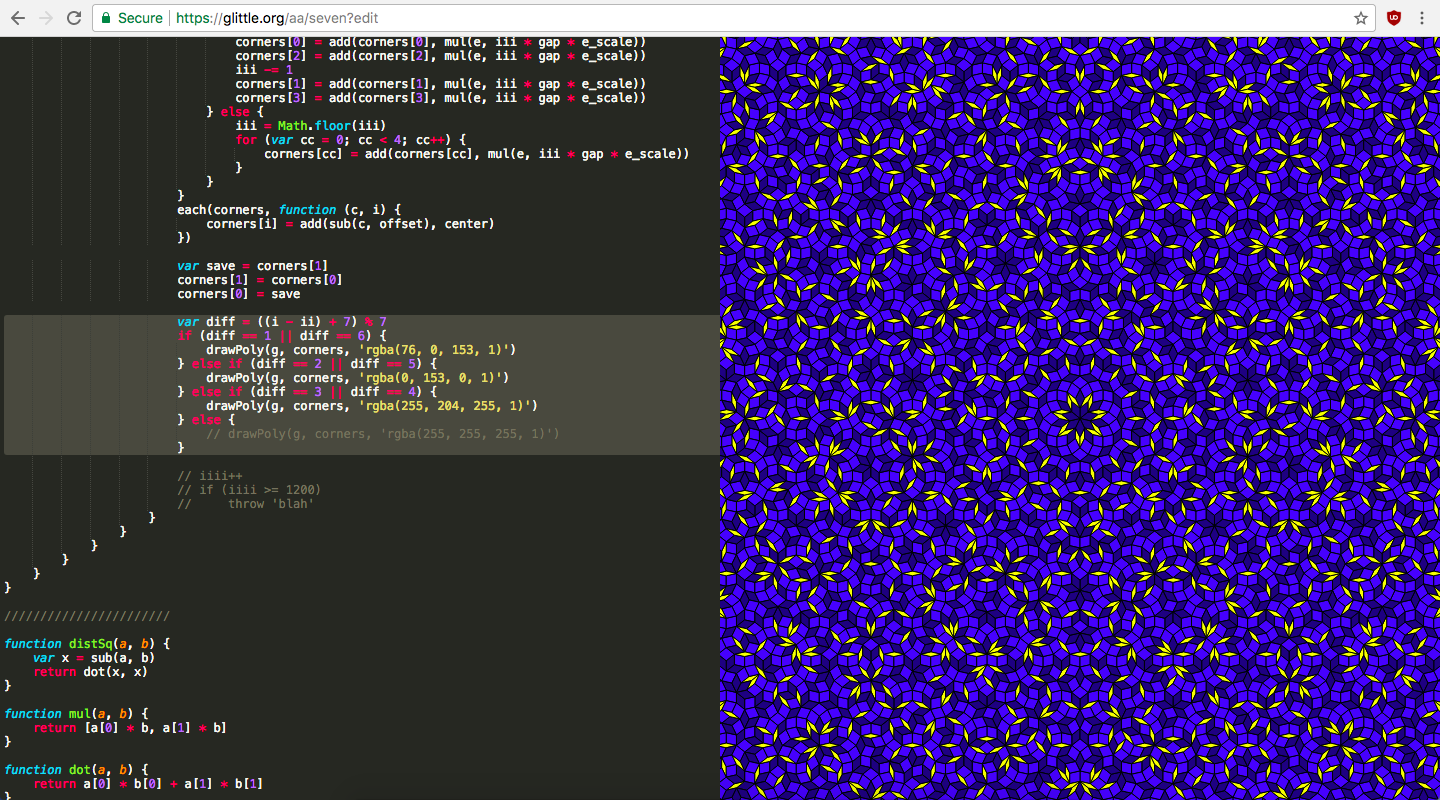 Secure | https://glittle.org/aa/seven?edit
corners[0] = add(corners[0], mul(e, iii * gap * e_scale))
corners[2] = add(corners[2], mul(e, iii * gap * e_scale))
iii -= 1
corners[1] = add(corners[1], mul(e, iii * gap * e_scale))
corners[3] = add(corners[3], mul(e, iii * gap * e_scale))
} else {
iii = Math.floor(iii)
for (var cc = 0; cc < 4; cc++) {
corners[cc] = add(corners[cc], mul(e, iii * gap * e_scale))
}
}
}
each(corners, function (c, i) {
corners[i] = add(sub(c, offset), center)
})
var save = corners[1]
corners[1] = corners[0]
corners[0] = save
var diff = ((i - ii) + 7) % 7
if (diff == 1 || diff == 6) {
drawPoly(g, corners, 'rgba(76, 0, 153, 1)')
} else if (diff == 2 || diff == 5) {
drawPoly(g, corners, 'rgba(0, 153, 0, 1)')
} else if (diff == 3 || diff == 4) {
drawPoly(g, corners, 'rgba(255, 204, 255, 1)')
} else {
// drawPoly(g, corners, 'rgba(255, 255, 255, 1)')
}
// iiii++
// if (iiii >= 1200)
//     throw 'blah'
}
}
}
}
}
}
///////////////////////
function distSq(a, b) {
var x = sub(a, b)
return dot(x, x)
}
function mul(a, b) {
return [a[0] * b, a[1] * b]
}
function dot(a, b) {
return a[0] * b[0] + a[1] * b[1]
}